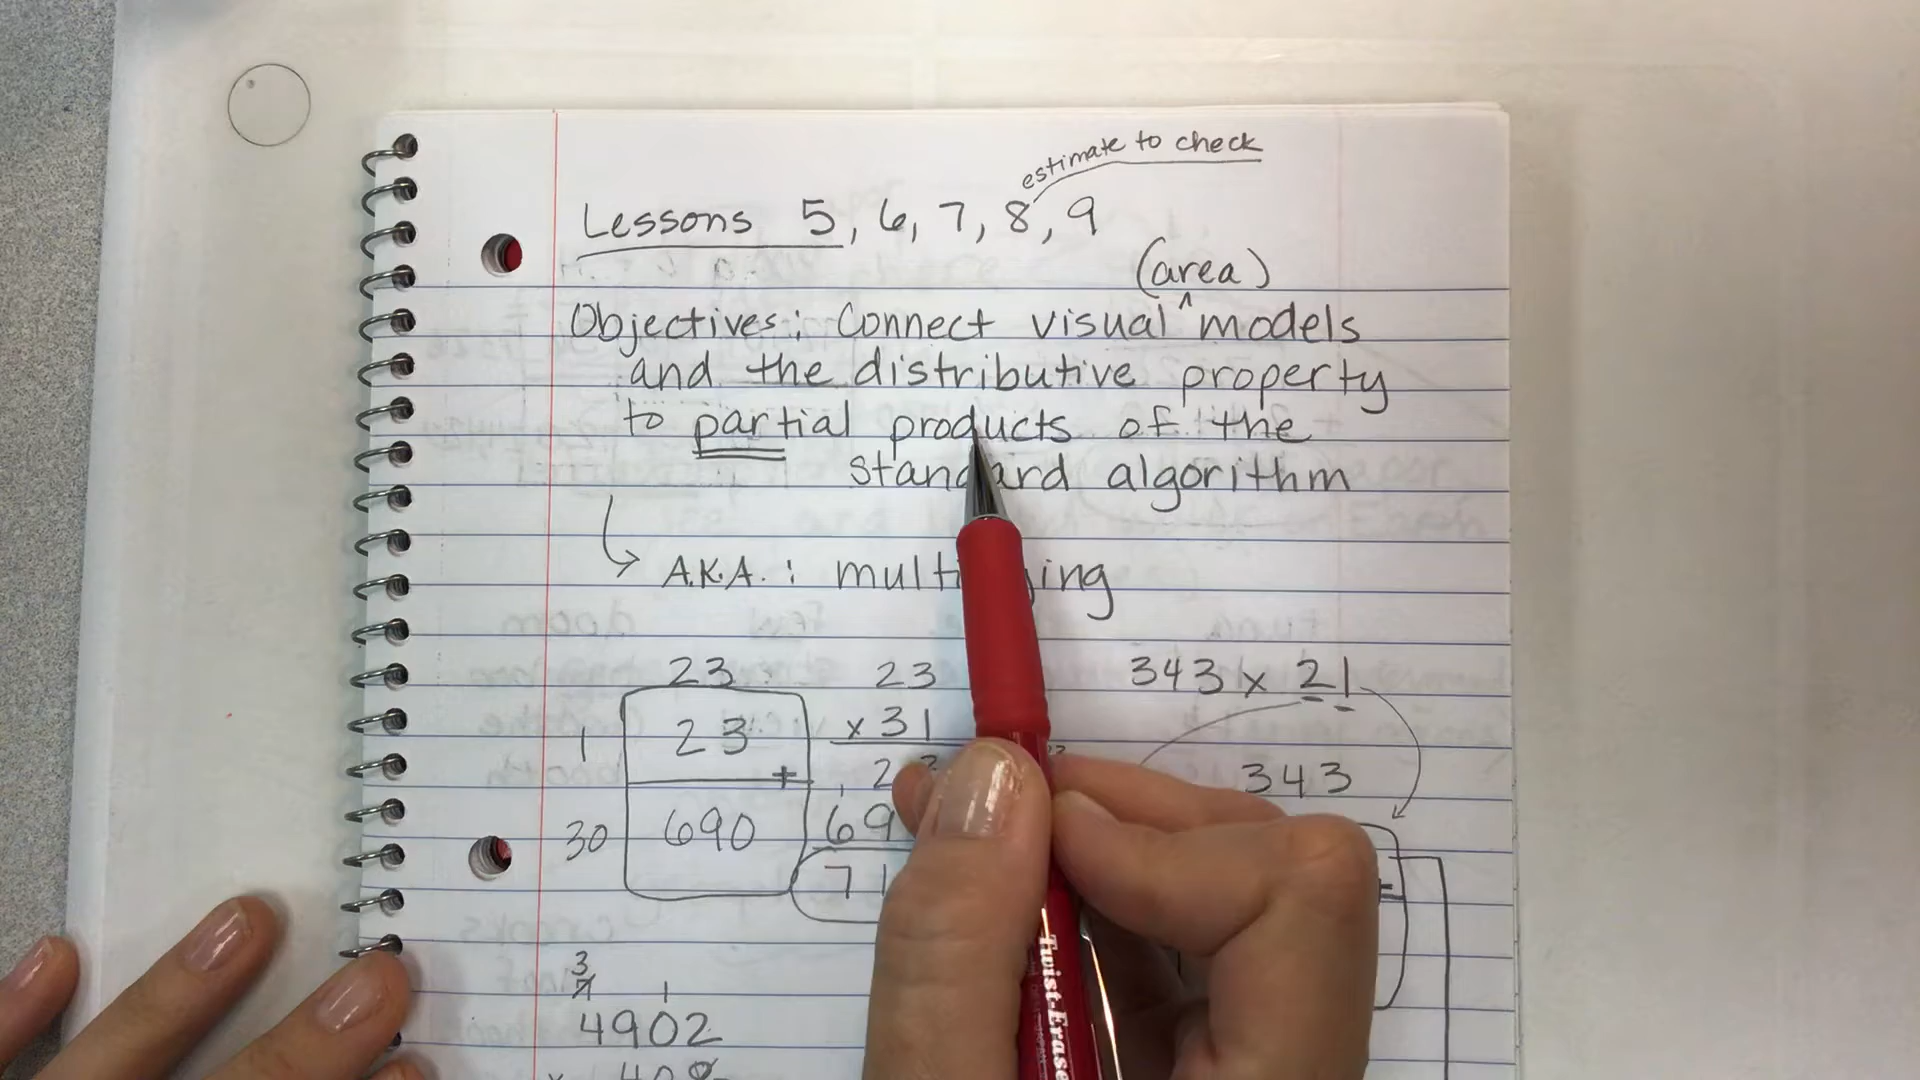 estimate to check
Lessons 5, 6, 7, 8, 9
(area)
Objectives: Connect visual ^ models
and the distributive property
to partial products of the
standard algorithm
A.K.A. :
23
1 23
+
30 690
23
x 31
343 x 21
343
3
1
4902
Twist-Erase